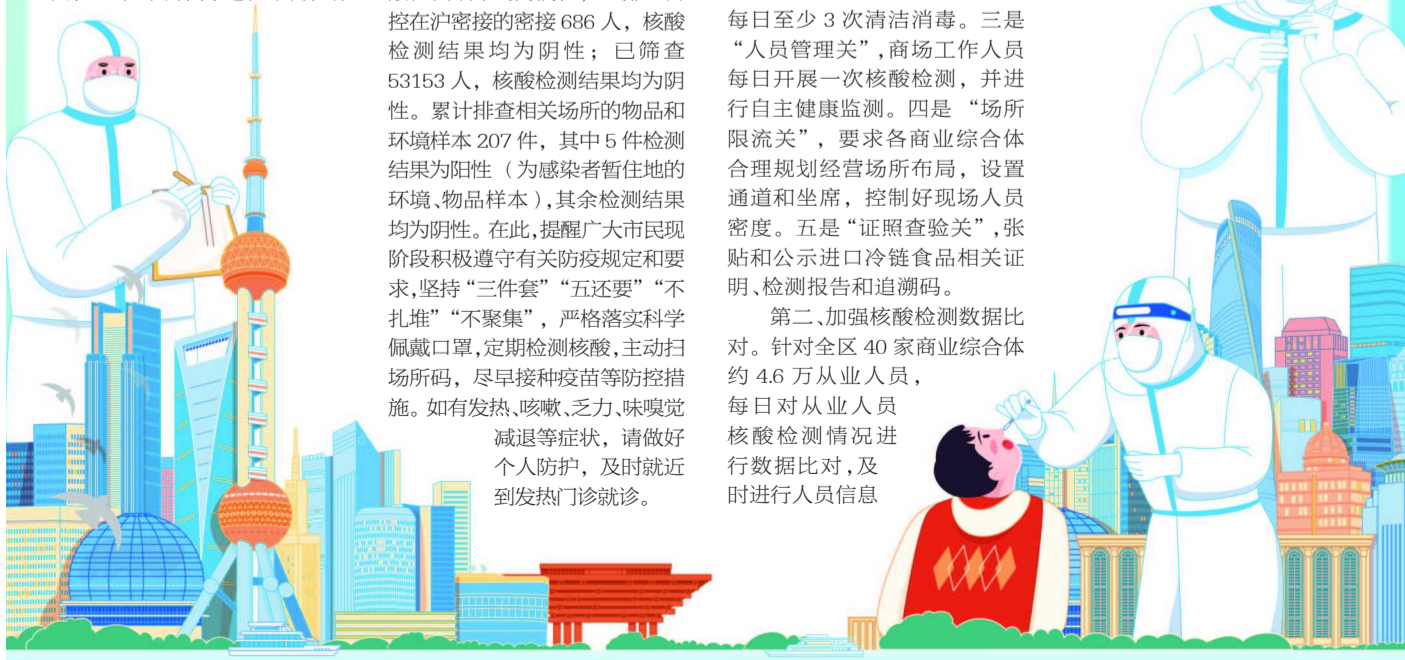 控在沪密接的密接 686 人，核酸
检测结果均为阴性；已筛查
53153 人，核酸检测结果均为阴
性。累计排查相关场所的物品和
环境样本 207 件，其中 5 件检测
结果为阳性（为感染者暂住地的
环境、物品样本），其余检测结果
均为阴性。在此，提醒广大市民现
阶段积极遵守有关防疫规定和要
求，坚持“三件套”“五还要”“不
扎堆”“不聚集”，严格落实科学
佩戴口罩，定期检测核酸，主动扫
场所码，尽早接种疫苗等防控措
施。如有发热、咳嗽、乏力、味嗅觉
减退等症状，请做好
个人防护，及时就近
到发热门诊就诊。
每日至少 3 次清洁消毒。三是
“人员管理关”，商场工作人员
每日开展一次核酸检测，并进
行自主健康监测。四是“场所
限流关”，要求各商业综合体
合理规划经营场所布局，设置
通道和坐席，控制好现场人员
密度。五是“证照查验关”，张
贴和公示进口冷链食品相关证
明、检测报告和追溯码。
第二、加强核酸检测数据比
对。针对全区 40 家商业综合体
约 4.6 万从业人员，
每日对从业人员
核酸检测情况进
行数据比对，及
时进行人员信息